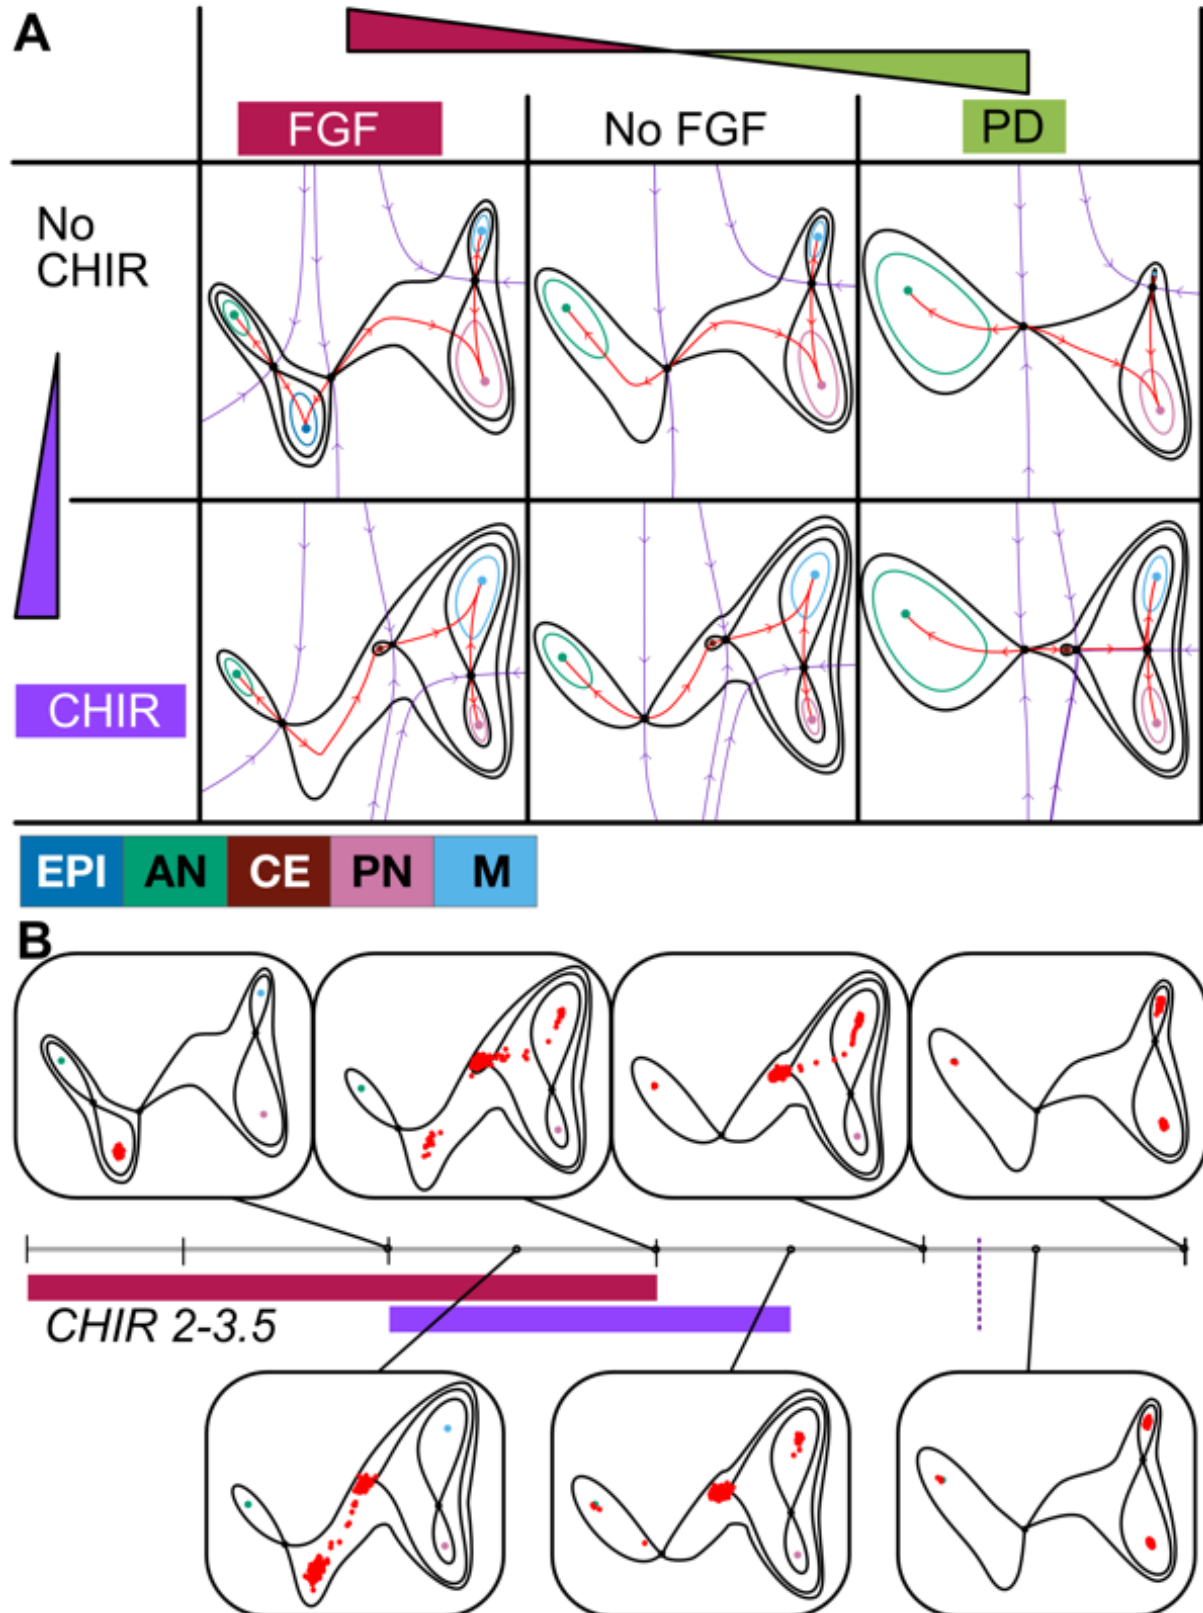 A
FGF
No FGF
PD
No
CHIR
CHIR
EPI AN CE PN M
B
CHIR 2-3.5